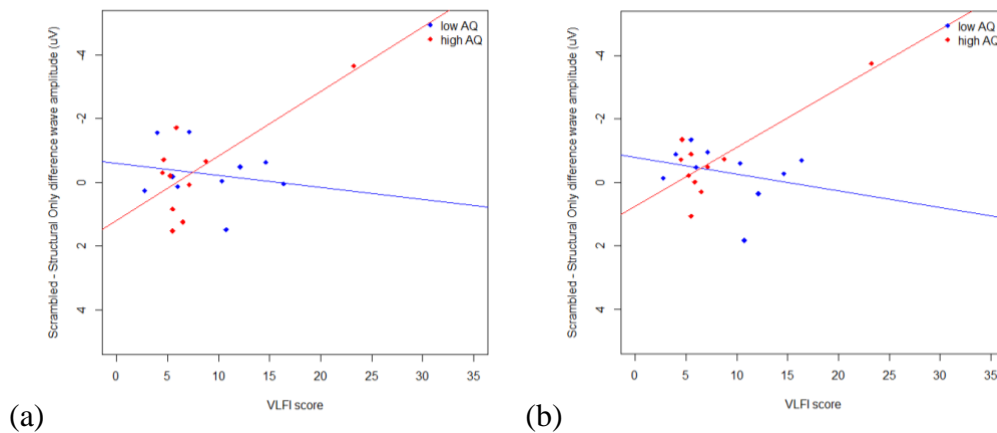 Scrambled - Structural Only difference wave amplitude (uV)
-4
-2
0
2
4
low AQ
high AQ
0 5 10 15 20 25 30 35
VLFI score
(a)
Scrambled - Structural Only difference wave amplitude (uV)
-4
-2
0
2
4
low AQ
high AQ
0 5 10 15 20 25 30 35
VLFI score
(b)